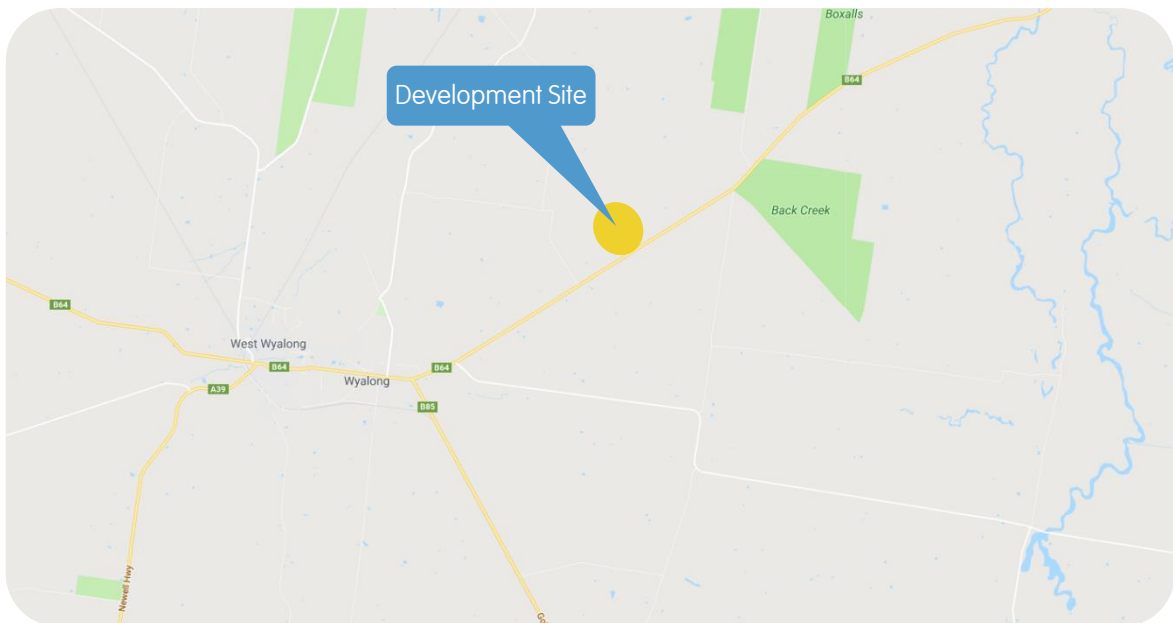 Boxalls
B64
Development Site
Back Creek
B64
West Wyalong
B64
B64
Wyalong
A39
B85
Newell Hwy